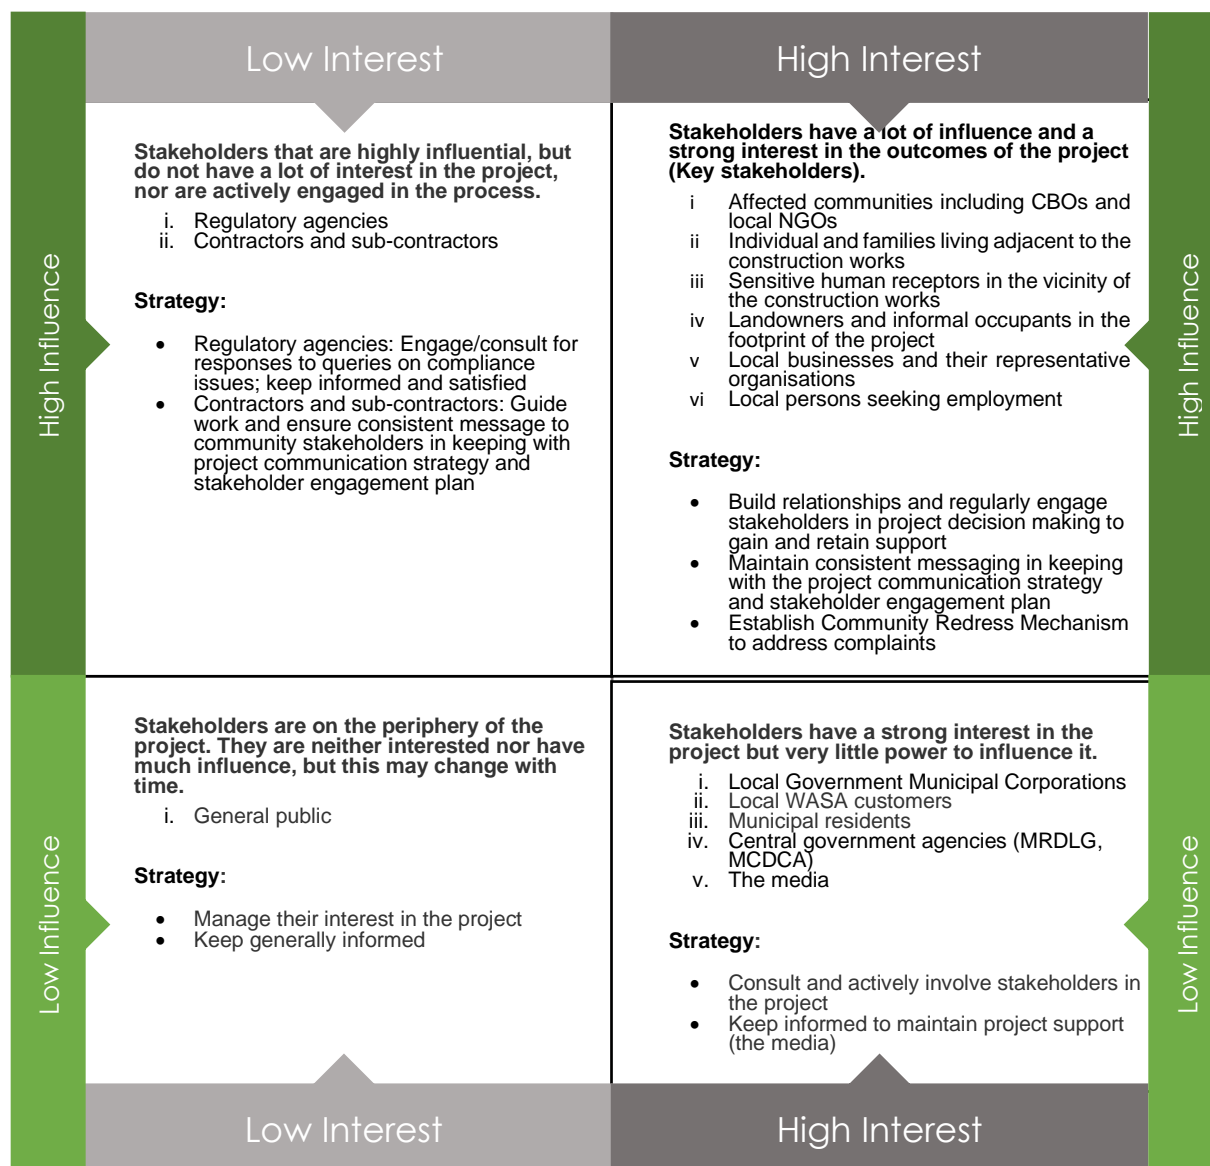 Low Interest
High Interest
High Influence
Stakeholders that are highly influential, but
do not have a lot of interest in the project,
nor are actively engaged in the process.
i. Regulatory agencies
ii. Contractors and sub-contractors
Strategy:
• Regulatory agencies: Engage/consult for
responses to queries on compliance
issues; keep informed and satisfied
• Contractors and sub-contractors: Guide
work and ensure consistent message to
community stakeholders in keeping with
project communication strategy and
stakeholder engagement plan
Stakeholders have a lot of influence and a
strong interest in the outcomes of the project
(Key stakeholders).
i Affected communities including CBOs and
local NGOs
ii Individual and families living adjacent to the
construction works
iii Sensitive human receptors in the vicinity of
the construction works
iv Landowners and informal occupants in the
footprint of the project
v Local businesses and their representative
organisations
vi Local persons seeking employment
Strategy:
• Build relationships and regularly engage
stakeholders in project decision making to
gain and retain support
• Maintain consistent messaging in keeping
with the project communication strategy
and stakeholder engagement plan
• Establish Community Redress Mechanism
to address complaints
High Influence
Low Influence
Stakeholders are on the periphery of the
project. They are neither interested nor have
much influence, but this may change with
time.
i. General public
Strategy:
• Manage their interest in the project
• Keep generally informed
Stakeholders have a strong interest in the
project but very little power to influence it.
i. Local Government Municipal Corporations
ii. Local WASA customers
iii. Municipal residents
iv. Central government agencies (MRDLG,
MCDCA)
v. The media
Strategy:
• Consult and actively involve stakeholders in
the project
• Keep informed to maintain project support
(the media)
Low Influence
Low Interest
High Interest